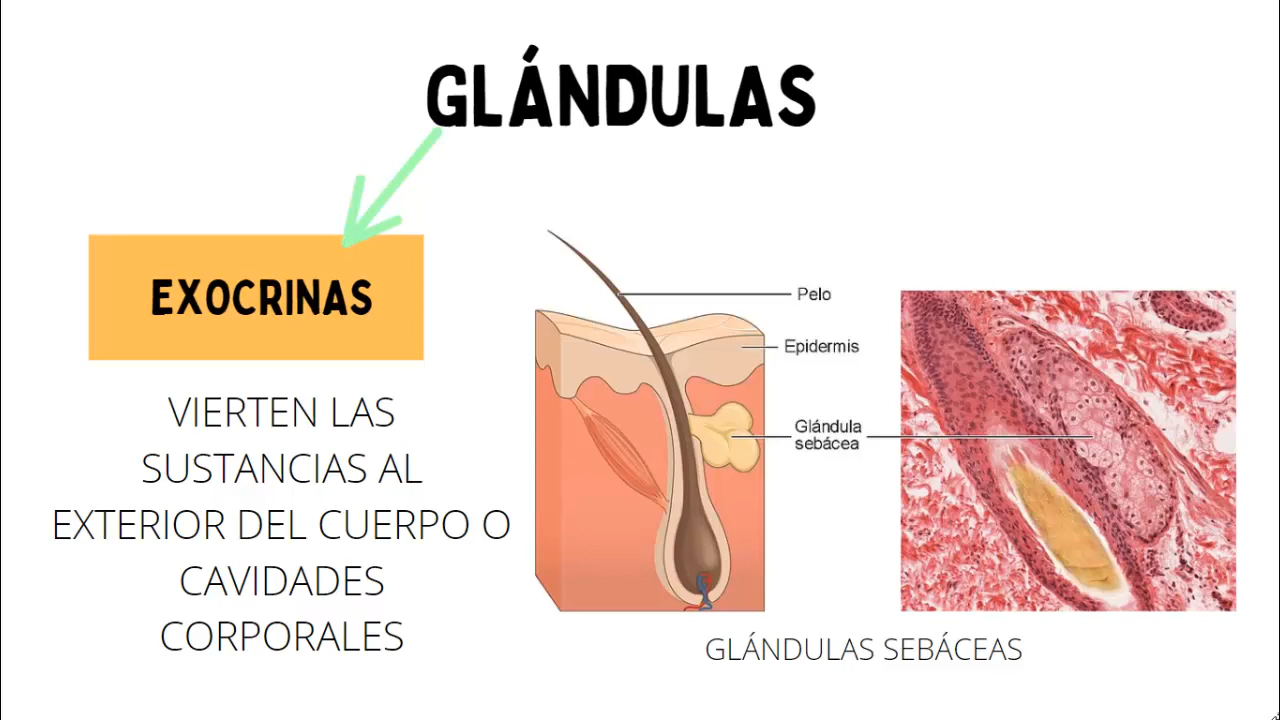 GLÁNDULAS
EXOCRINAS
VIERTEN LAS
SUSTANCIAS AL
EXTERIOR DEL CUERPO O
CAVIDADES
CORPORALES
Pelo
Epidermis
Glándula
sebácea
GLÁNDULAS SEBÁCEAS